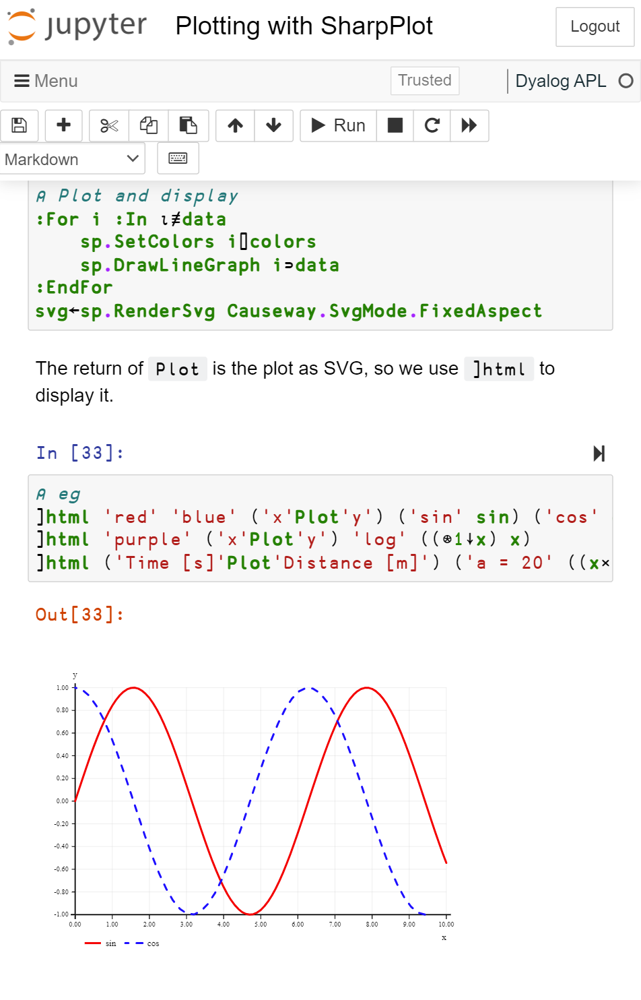 jupyter Plotting with SharpPlot Logout
Menu Trusted Dyalog APL
Run
Markdown
⍝ Plot and display
:For i :In ⍳≢data
sp.SetColors i⌷colors
sp.DrawLineGraph i⊃data
:EndFor
svg←sp.RenderSvg Causeway.SvgMode.FixedAspect
The return of Plot is the plot as SVG, so we use ]html to
display it.
In [33]:
⍝ eg
]html 'red' 'blue' ('x'Plot'y') ('sin' sin) ('cos'
]html 'purple' ('x'Plot'y') 'log' ((⍟1↓x) x)
]html ('Time [s]'Plot'Distance [m]') ('a = 20' ((x×
Out[33]:
y
1.00
0.80
0.60
0.40
0.20
0.00
-0.20
-0.40
-0.60
-0.80
-1.00
0.00 1.00 2.00 3.00 4.00 5.00 6.00 7.00 8.00 9.00 10.00
x
sin cos